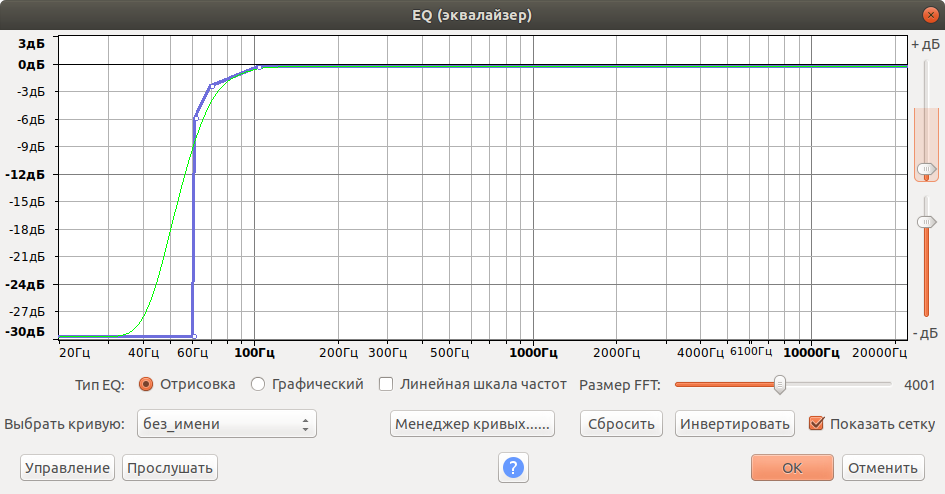 EQ (эквалайзер)
3дБ
0дБ
-3дБ
-6дБ
-9дБ
-12дБ
-15дБ
-18дБ
-21дБ
-24дБ
-27дБ
-30дБ
+ дБ
- дБ
20Гц 40Гц 60Гц 100Гц 200Гц 300Гц 500Гц 1000Гц 2000Гц 4000Гц 6100Гц 10000Гц 20000Гц
Тип EQ: Отрисовка Графический Линейная шкала частот Размер FFT: 4001
Выбрать кривую: без_имени Менеджер кривых...... Сбросить Инвертировать Показать сетку
Управление Прослушать ? OK Отменить